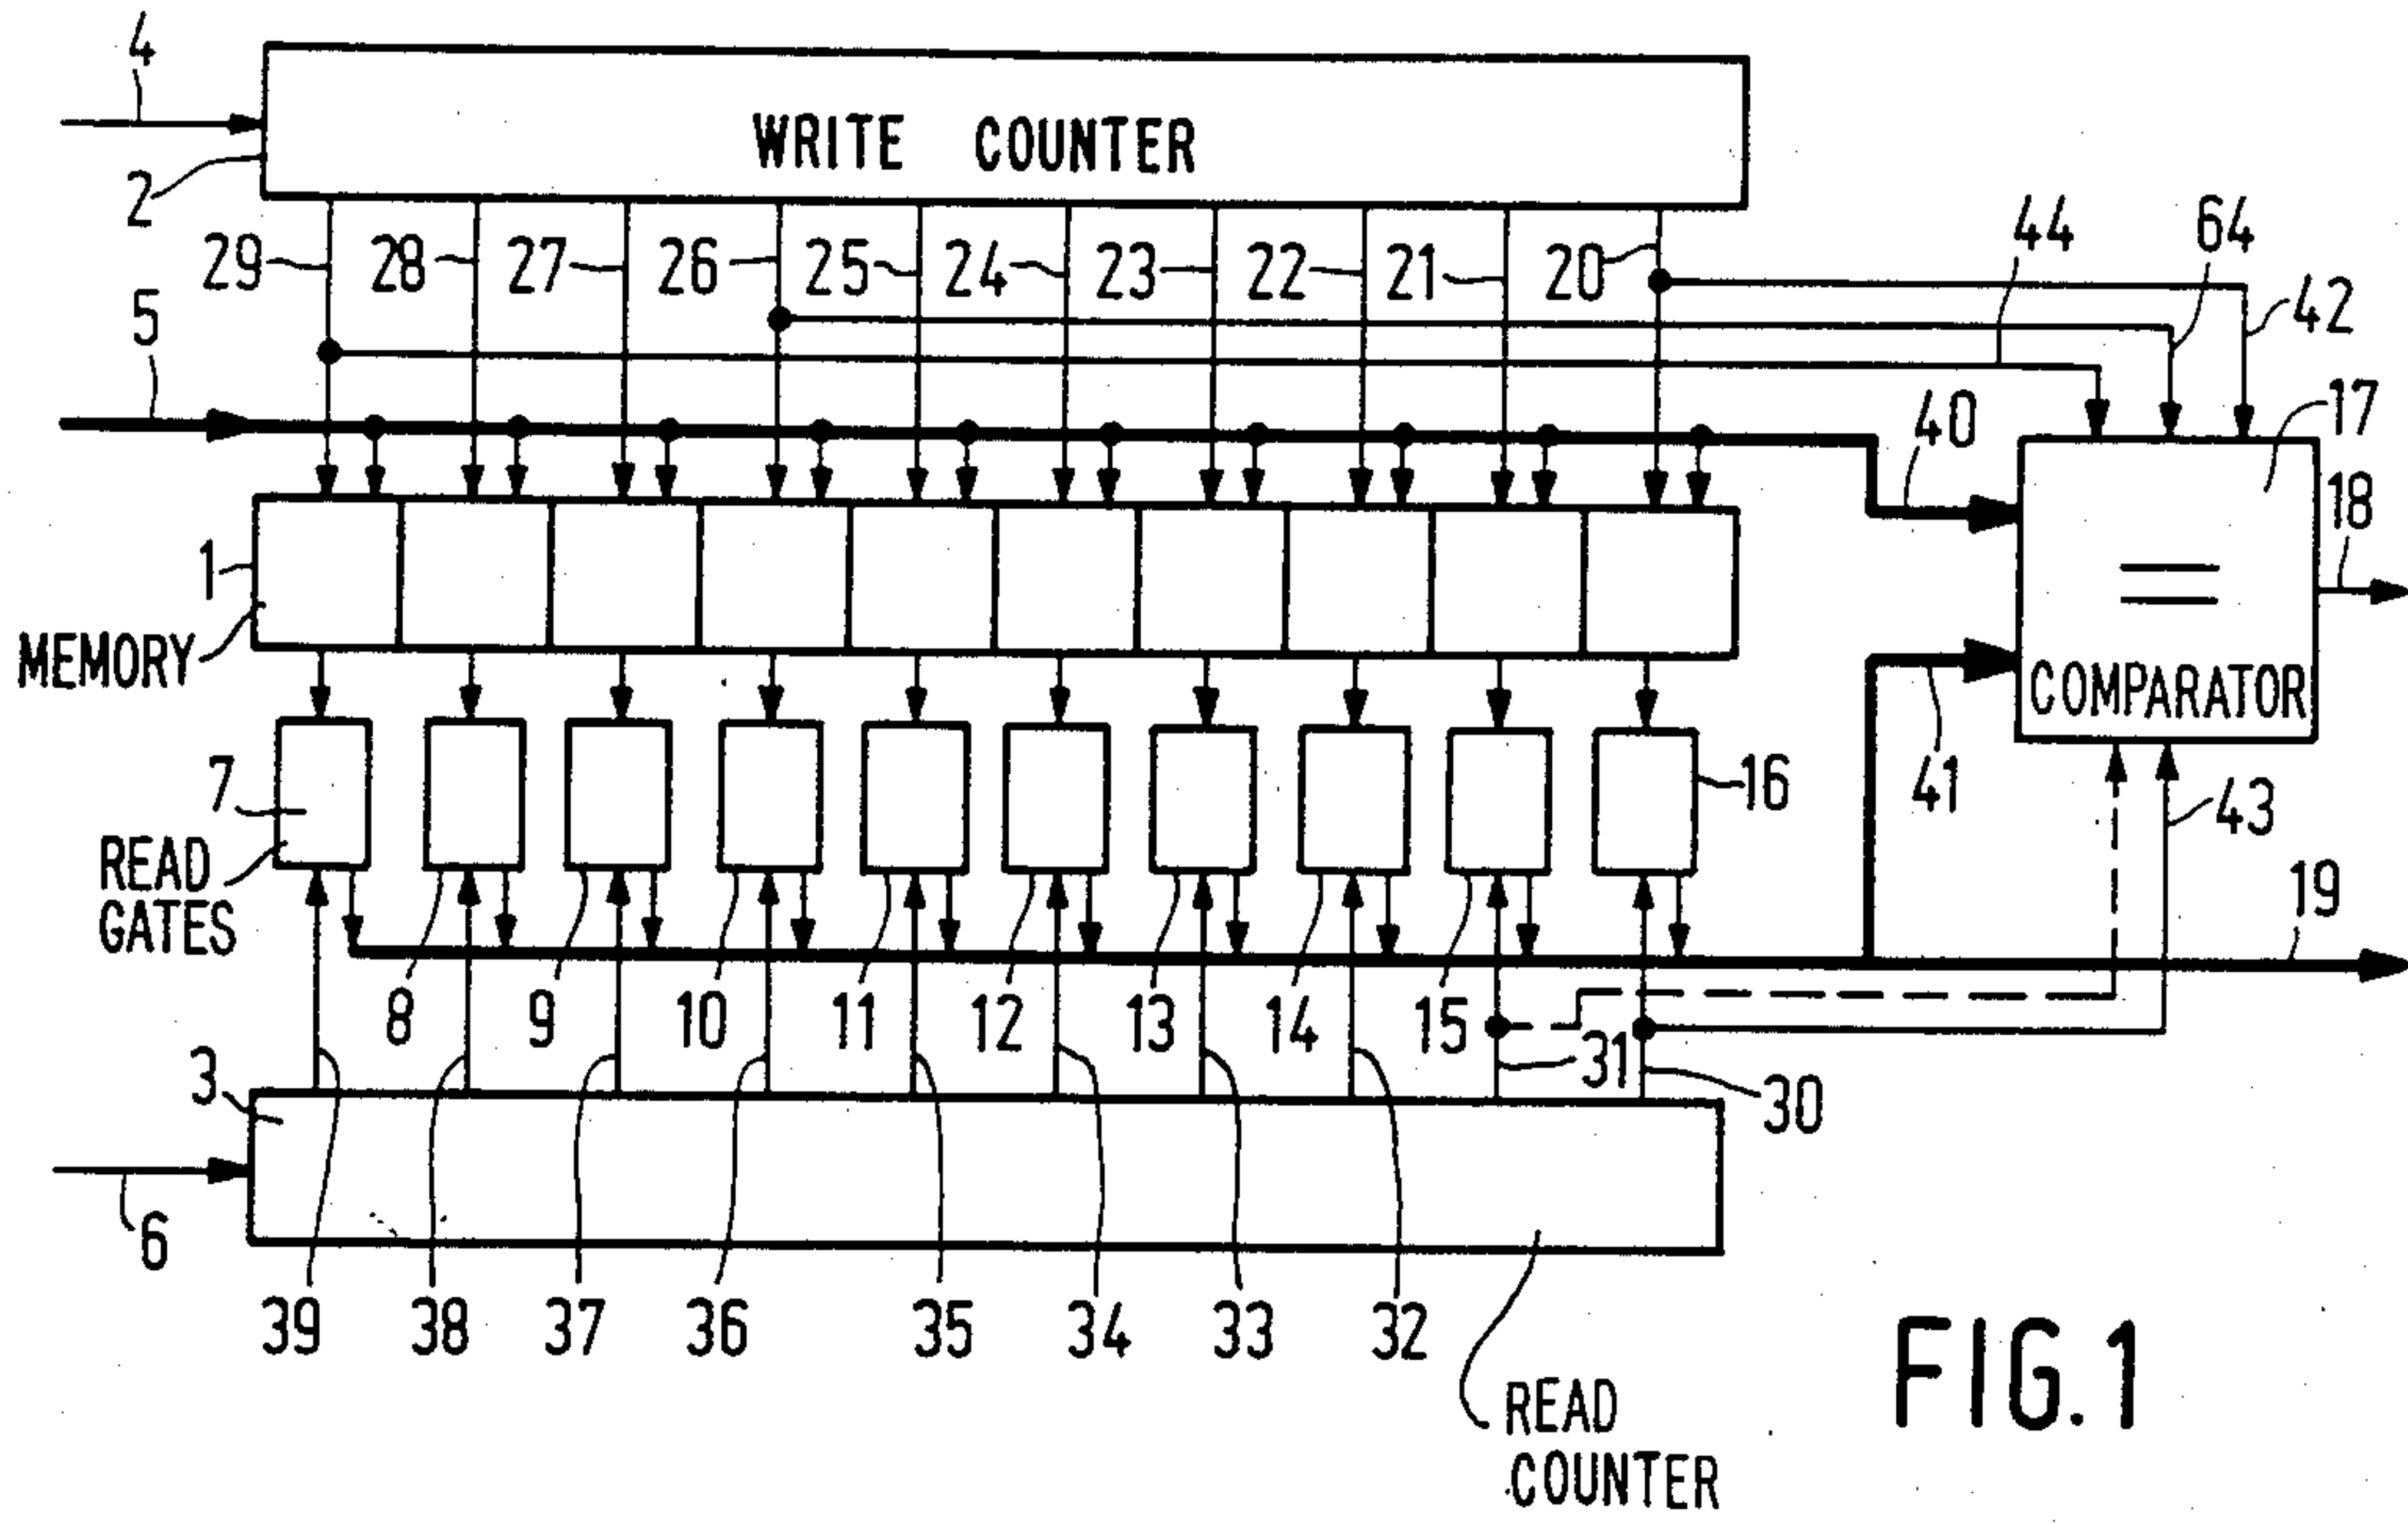 4
WRITE COUNTER
2
29 28 27 26 25 24 23 22 21 20
44 64
42
5
40
17
18
1
MEMORY
=
COMPARATOR
7
16
41
43
READ
GATES
19
8 9 10 11 12 13 14 15
31
3
30
6
39 38 37 36 35 34 33 32
READ
COUNTER
FIG.1